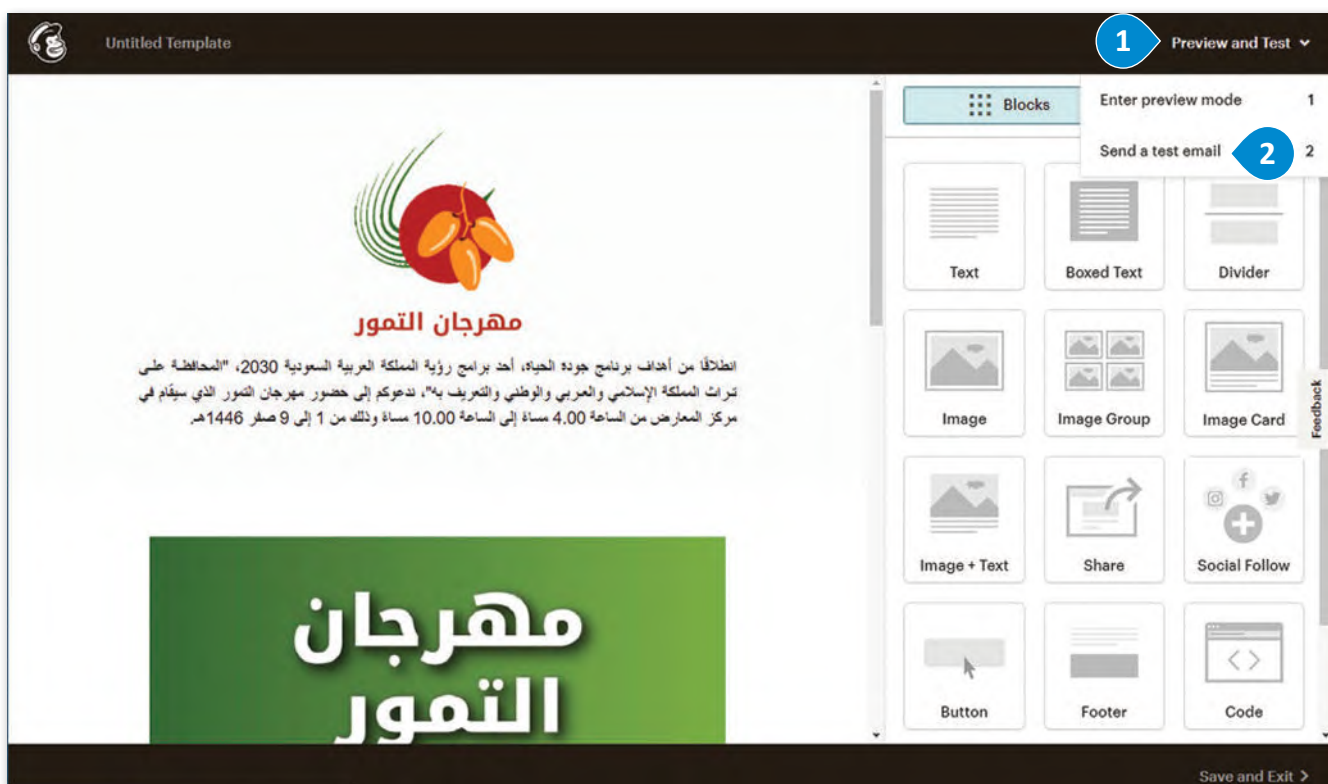 Untitled Template
1
Preview and Test
Blocks
Enter preview mode 1
Send a test email 2 2
مهرجان التمور
انطلاقًا من أهداف برنامج جودة الحياة، أحد برامج رؤية المملكة العربية السعودية 2030، "المحافظة على
تراث المملكة الإسلامي والعربي والوطني والتعريف به"، ندعوكم إلى حضور مهرجان التمور الذي سيقام في
مركز المعارض من الساعة 4.00 مساءً إلى الساعة 10.00 مساءً وذلك من 1 إلى 9 صفر 1446هـ.
مهرجان
التمور
Text
Boxed Text
Divider
Image
Image Group
Image Card
Feedback
Image + Text
Share
Social Follow
Button
Footer
Code
Save and Exit